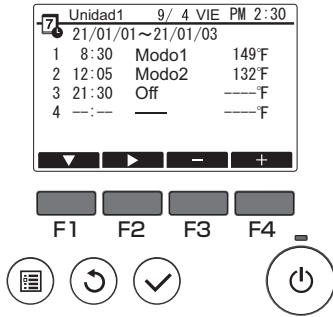 Unidad1 9/ 4 VIE PM 2:30
7
21/01/01~21/01/03
1 8:30 Modo1 149°F
2 12:05 Modo2 132°F
3 21:30 Off ----°F
4 --:-- —— ----°F
▼ ▶ − +
F1 F2 F3 F4